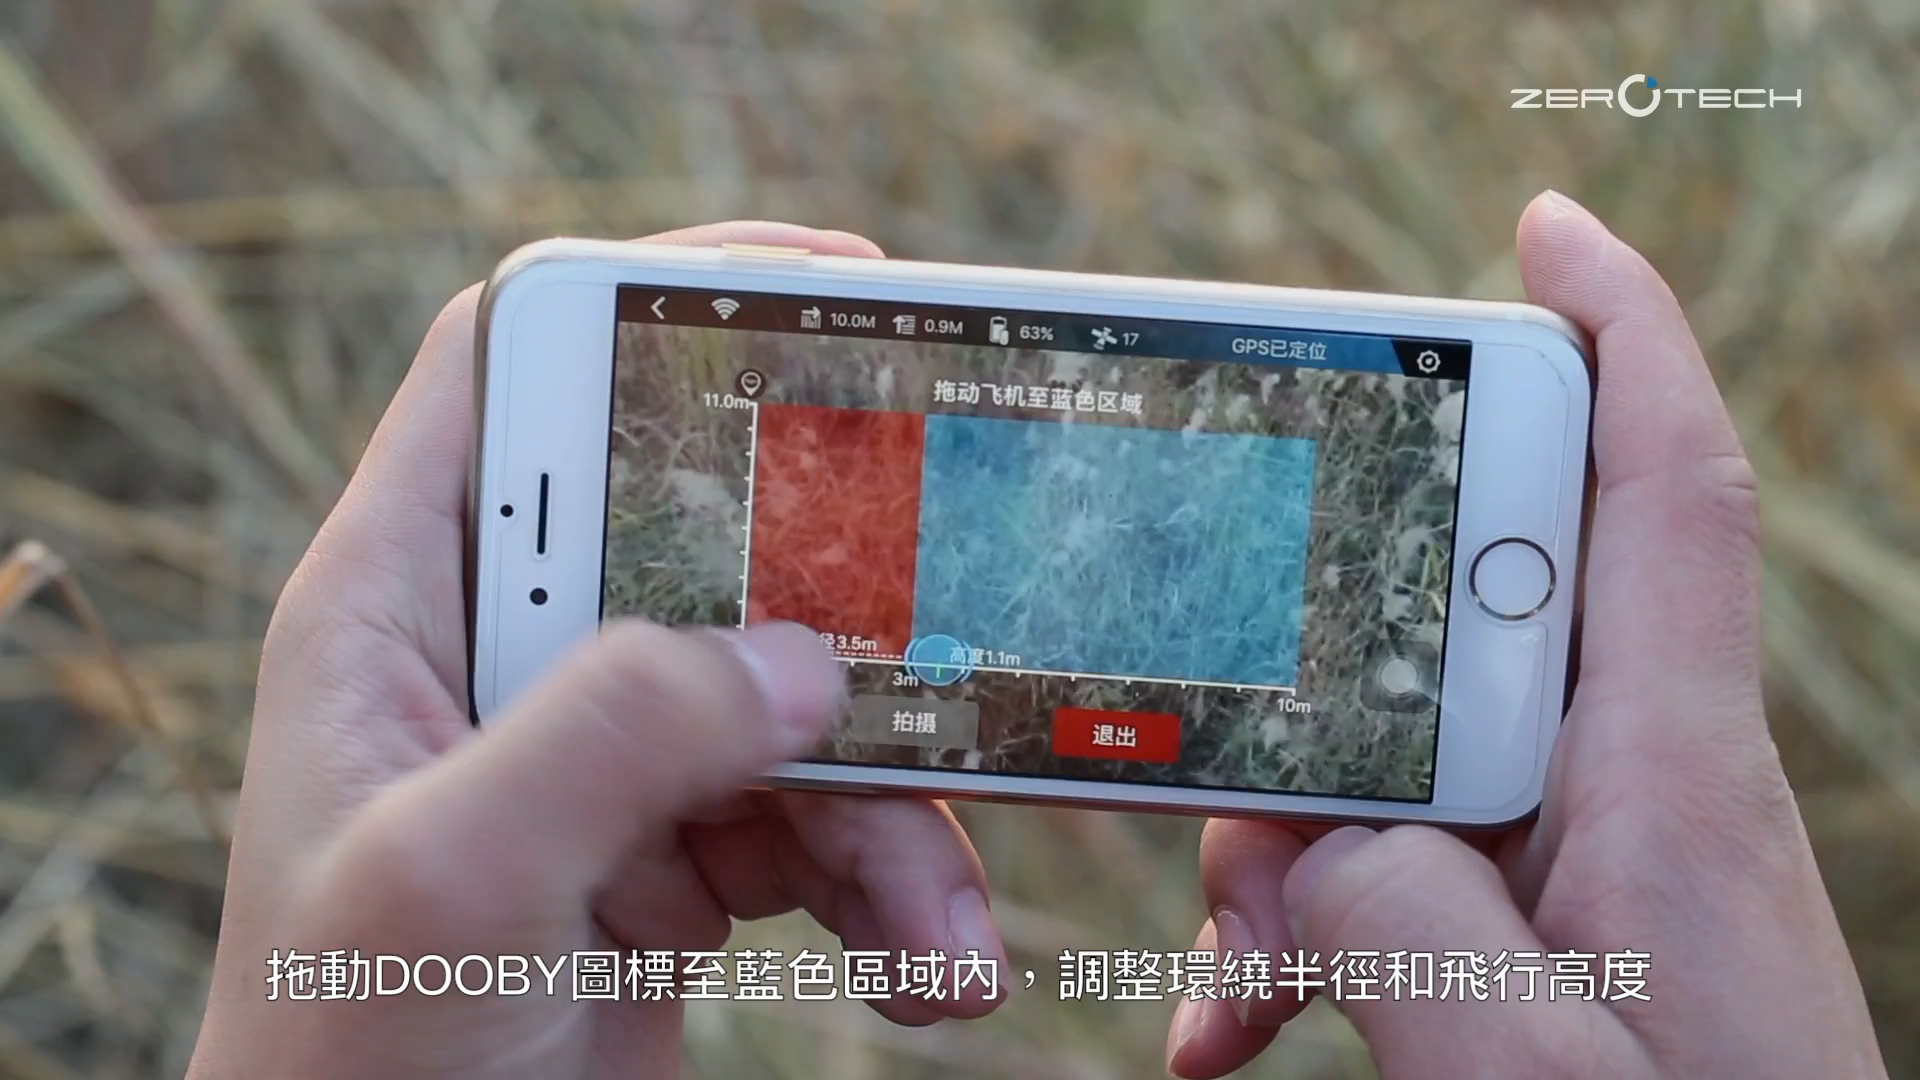 ZEROTECH
10.0M 0.9M 63% 17 GPS已定位
拖动飞机至蓝色区域
11.0m
径3.5m 高度1.1m
3m 10m
拍摄 退出
拖動DOOBY圖標至藍色區域內，調整環繞半徑和飛行高度